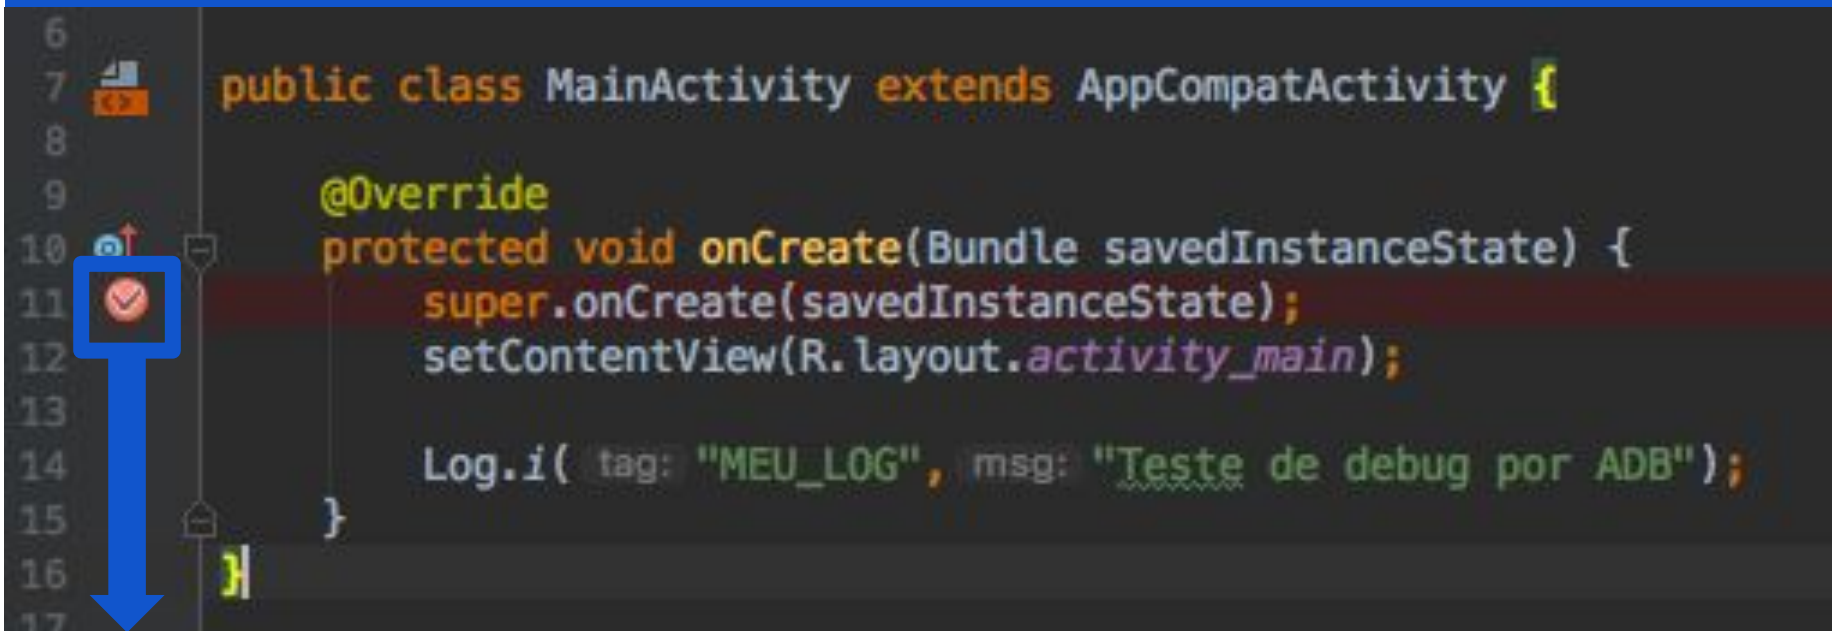 6
7 public class MainActivity extends AppCompatActivity {
8
9 @Override
10 protected void onCreate(Bundle savedInstanceState) {
11 super.onCreate(savedInstanceState);
12 setContentView(R.layout.activity_main);
13
14 Log.i( tag: "MEU_LOG", msg: "Teste de debug por ADB");
15 }
16 }
17